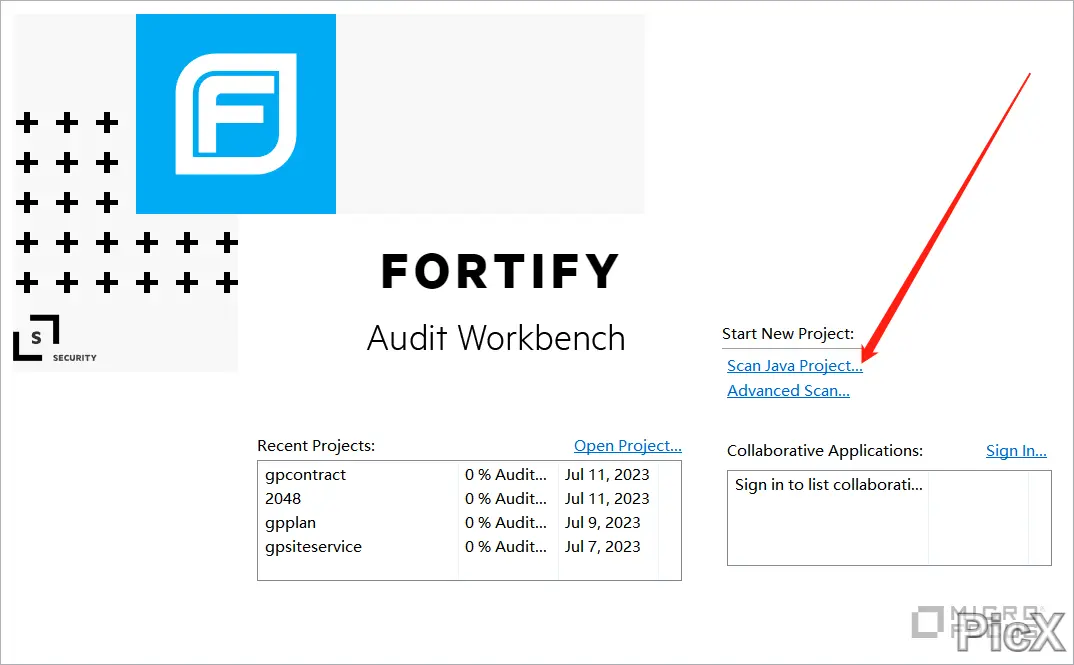 F
S
SECURITY
FORTIFY
Audit Workbench
Start New Project:
Scan Java Project...
Advanced Scan...
Recent Projects:
Open Project...
gpcontract 0 % Audit... Jul 11, 2023
2048 0 % Audit... Jul 11, 2023
gpplan 0 % Audit... Jul 9, 2023
gpsiteservice 0 % Audit... Jul 7, 2023
Collaborative Applications:
Sign In...
Sign in to list collaborati...
MICRO
FOCUS
PicX